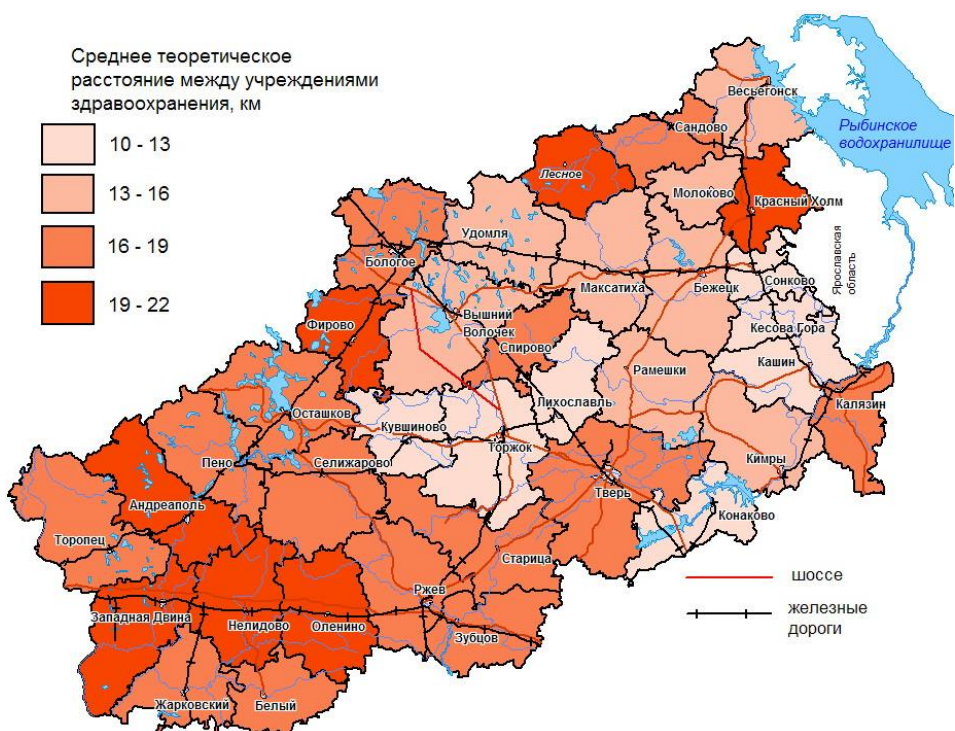 Среднее теоретическое
расстояние между учреждениями
здравоохранения, км
10 - 13
13 - 16
16 - 19
19 - 22
Весьегонск
Сандово
Рыбинское
водохранилище
Лесное
Молоково
Красный Холм
Удомля
Бологое
Ярославская
область
Максатиха
Бежецк
Сонково
Фирово
Вышний
Волочек
Кесова Гора
Спирово
Рамешки
Кашин
Осташков
Кувшиново
Лихославль
Калязин
Торжок
Пено
Селижарово
Кимры
Тверь
Андреаполь
Конаково
Торопец
Старица
шоссе
Ржев
железные
дороги
Западная Двина
Нелидово
Оленино
Зубцов
Жарковский
Белый